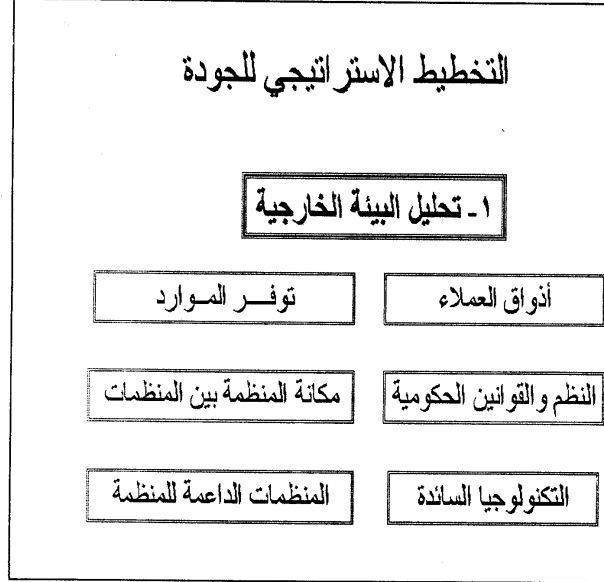 التخطيط الاستراتيجي للجودة
١- تحليل البيئة الخارجية
أذواق العملاء
توفر الموارد
النظم والقوانين الحكومية
مكانة المنظمة بين المنظمات
التكنولوجيا السائدة
المنظمات الداعمة للمنظمة